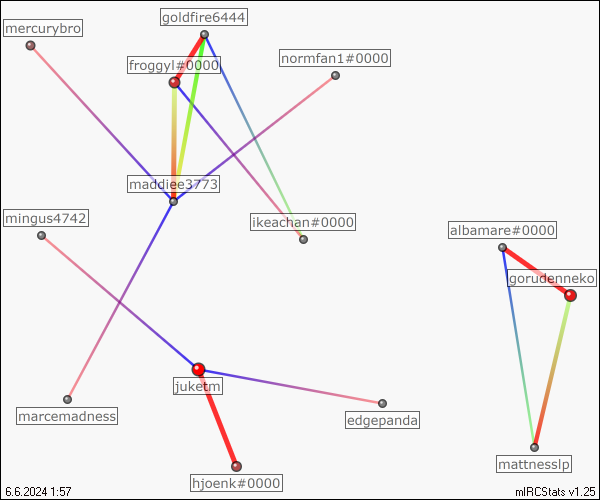 goldfire6444
mercurybro
normfan1#0000
froggyl#0000
maddiee3773
mingus4742
ikeachan#0000
albamare#0000
gorudenneko
juketm
marcemadness
edgepanda
mattnesslp
hjoenk#0000
6.6.2024 1:57
mIRCStats v1.25